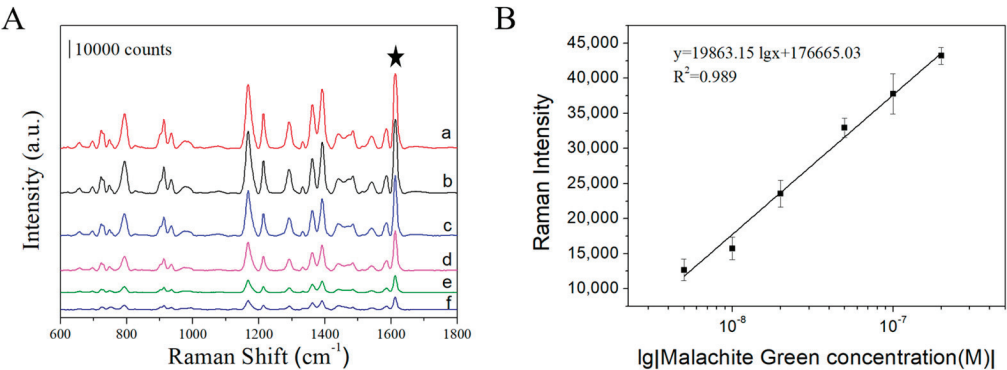 A
10000 counts
★
a
b
c
d
e
f
Intensity (a.u.)
600 800 1000 1200 1400 1600 1800
Raman Shift (cm⁻¹)
B
y=19863.15 lgx+176665.03
R²=0.989
45,000
40,000
35,000
30,000
25,000
20,000
15,000
10,000
Raman Intensity
10⁻⁸ 10⁻⁷
lg|Malachite Green concentration(M)|